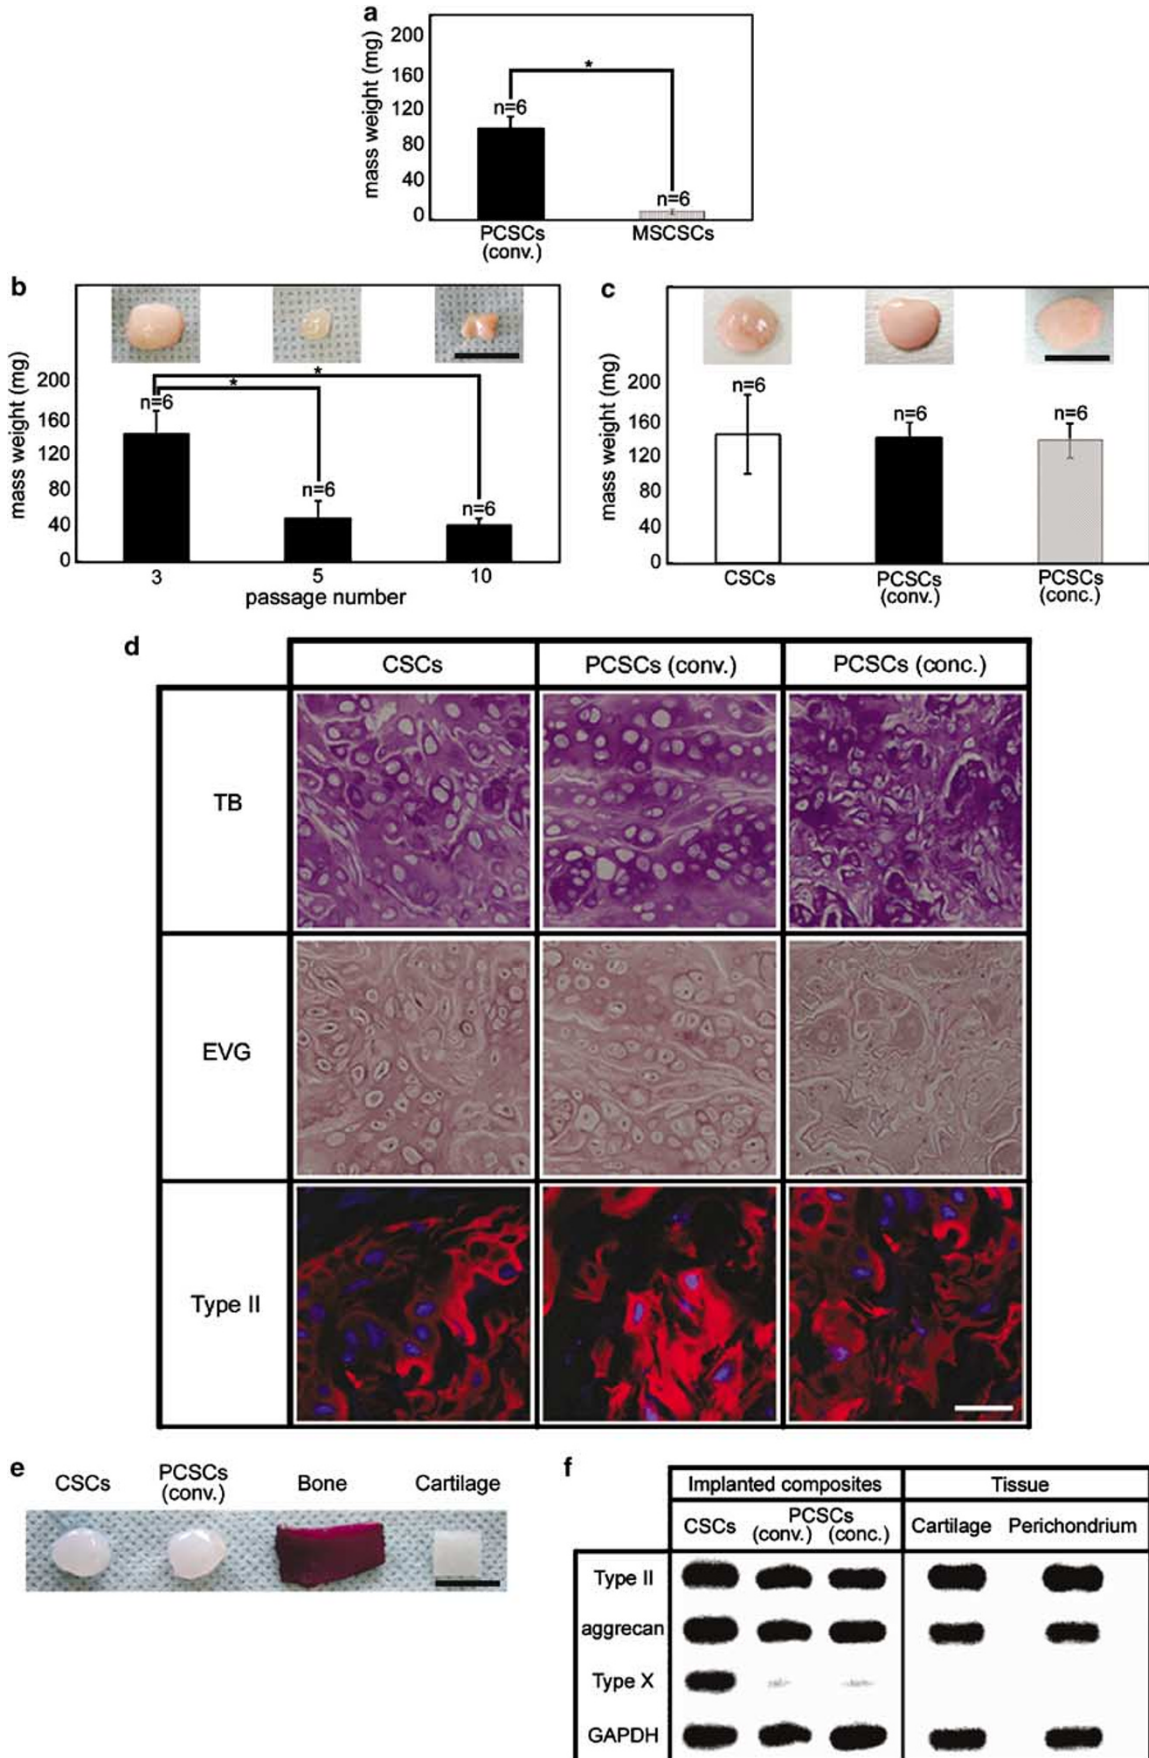 a
mass weight (mg)
200
160
120
80
40
0
*
n=6
n=6
PCSCs
(conv.)
MSCSCs
b
mass weight (mg)
200
160
120
80
40
0
*
*
n=6
n=6
n=6
3 5 10
passage number
c
mass weight (mg)
200
160
120
80
40
0
n=6
n=6
n=6
CSCs
PCSCs
(conv.)
PCSCs
(conc.)
d
CSCs PCSCs (conv.) PCSCs (conc.)
TB
EVG
Type II
e
CSCs
PCSCs
(conv.)
Bone
Cartilage
f
Implanted composites Tissue
CSCs
PCSCs
(conv.) (conc.)
Cartilage Perichondrium
Type II
aggrecan
Type X
GAPDH